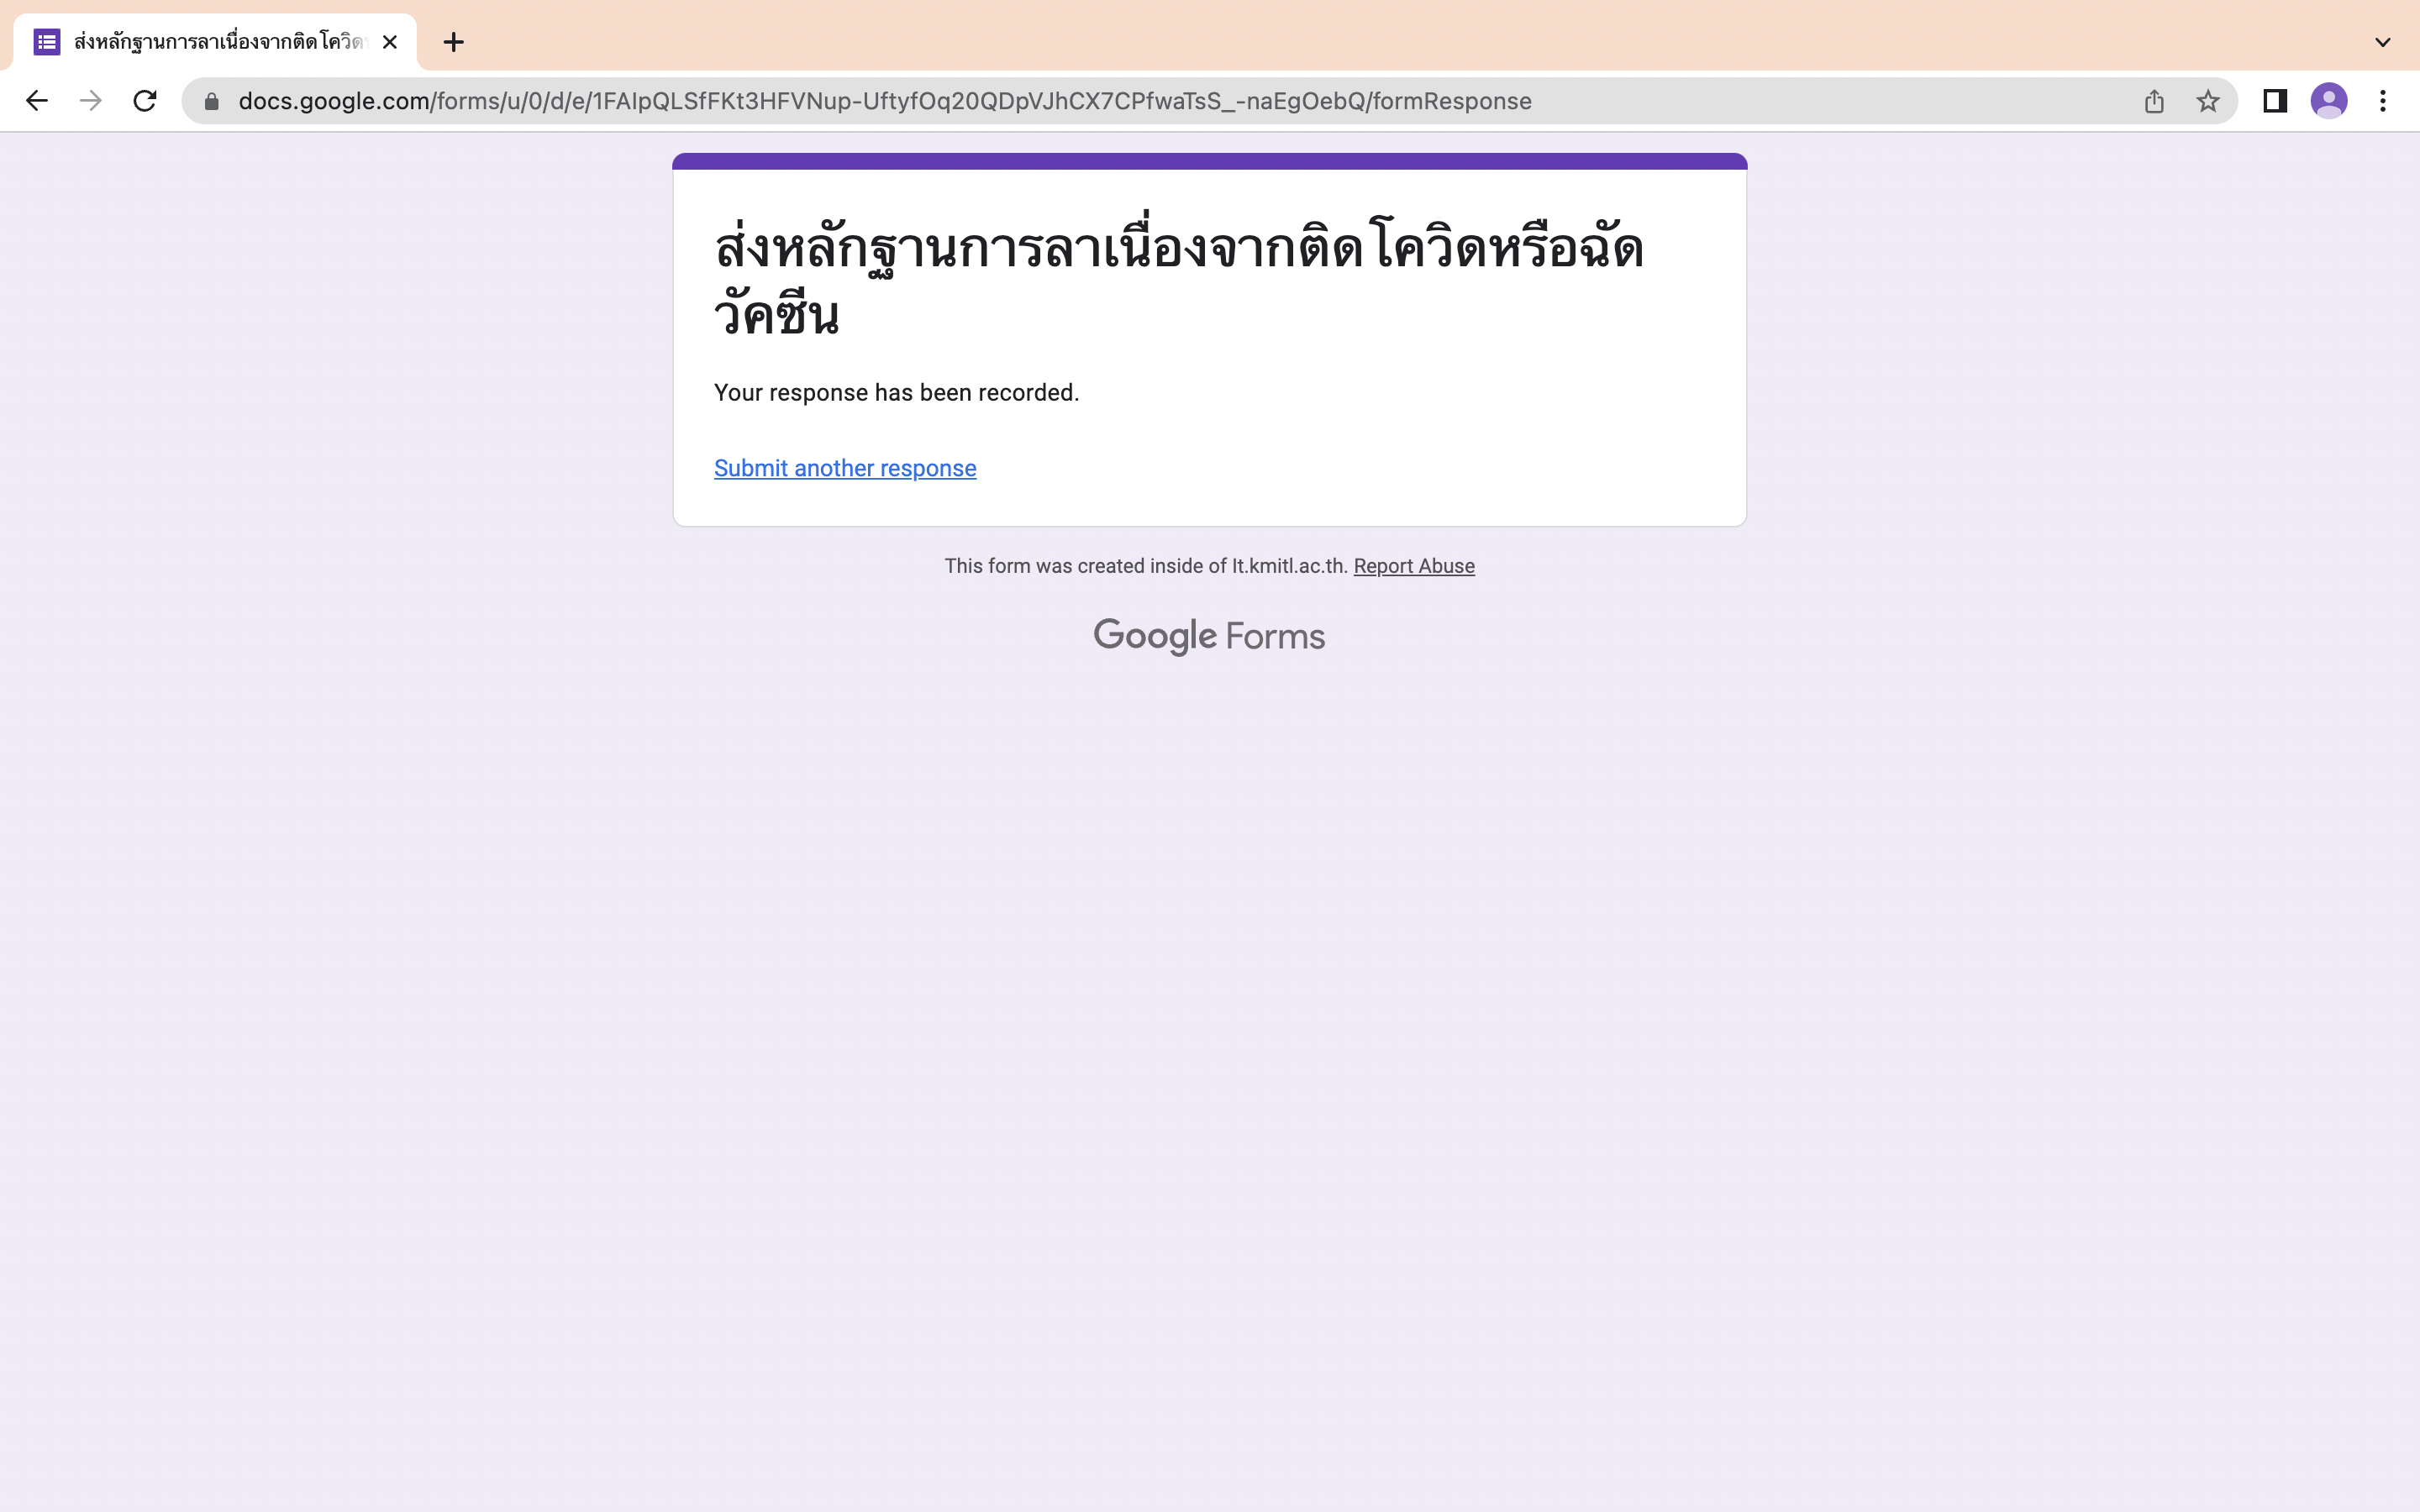 ส่งหลักฐานการลาเนื่องจากติดโควิด
docs.google.com/forms/u/0/d/e/1FAIpQLSfFKt3HFVNup-UftyfOq20QDpVJhCX7CPfwaTsS_-naEgOebQ/formResponse
ส่งหลักฐานการลาเนื่องจากติดโควิดหรือฉัด
วัคซีน
Your response has been recorded.
Submit another response
This form was created inside of It.kmitl.ac.th. Report Abuse
Google Forms